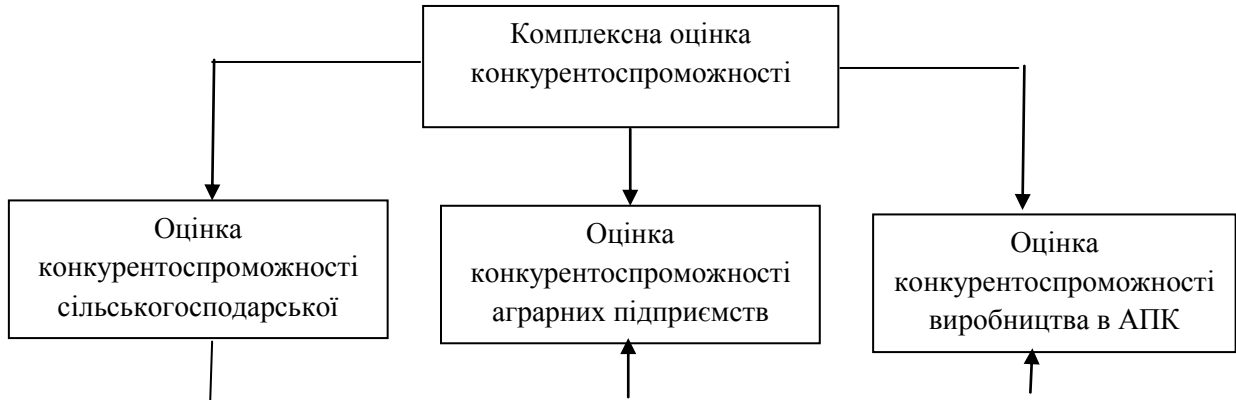 Комплексна оцінка
конкурентоспроможності
Оцінка
конкурентоспроможності
сільськогосподарської
Оцінка
конкурентоспроможності
аграрних підприємств
Оцінка
конкурентоспроможності
виробництва в АПК